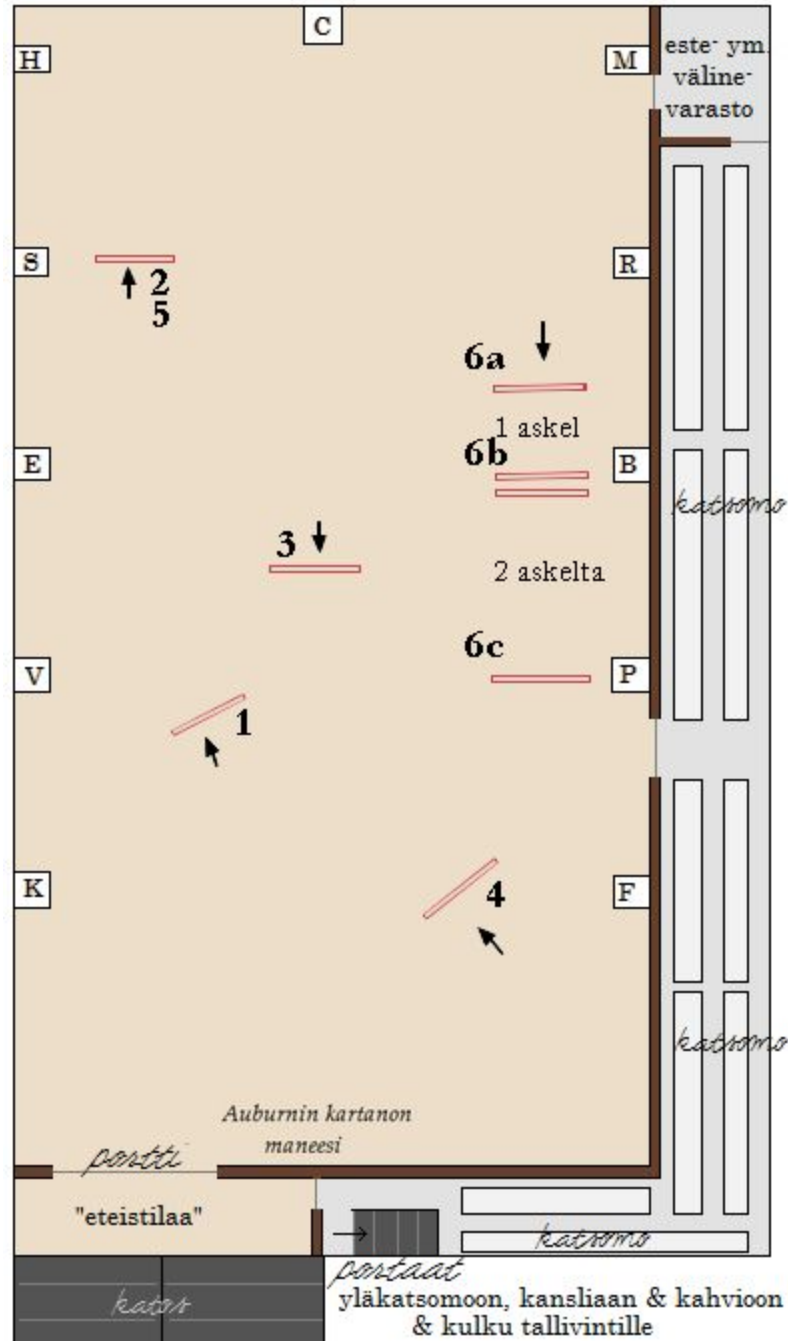 C
H
M
este- ym.
väline-
varasto
S
2
5
R
6a
1 askel
6b
E
B
katsomo
3
2 askelta
6c
V
P
1
K
4
F
katsomo
Auburnin kartanon
maneesi
portti
"eteistilaa"
katsomo
portaat
katos
yläkatsomoon, kansliaan & kahvioon
& kulku tallivintille